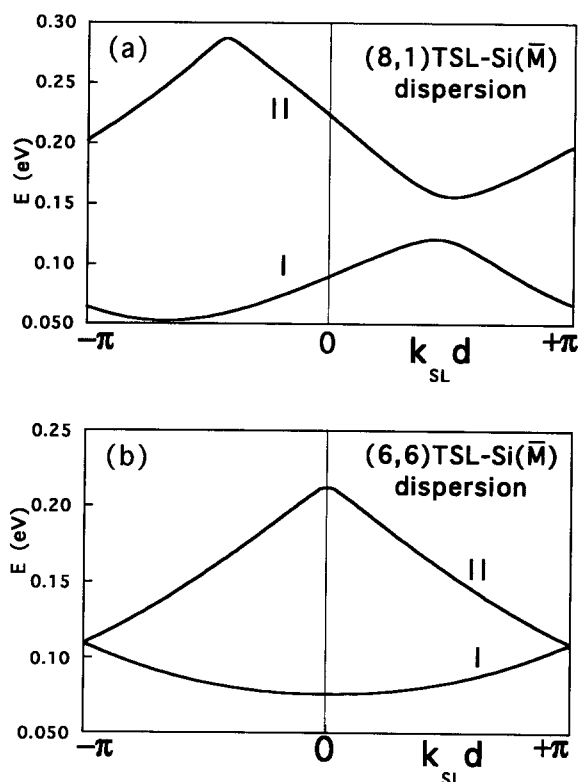 0.30
(a)
(8,1)TSL-Si(M̄)
dispersion
0.25
II
0.20
E (eV)
0.15
I
0.10
0.050
−π
0
k_SL d
+π
0.25
(b)
(6,6)TSL-Si(M̄)
dispersion
0.20
E (eV)
0.15
II
0.10
I
0.050
−π
0
k_SL d
+π